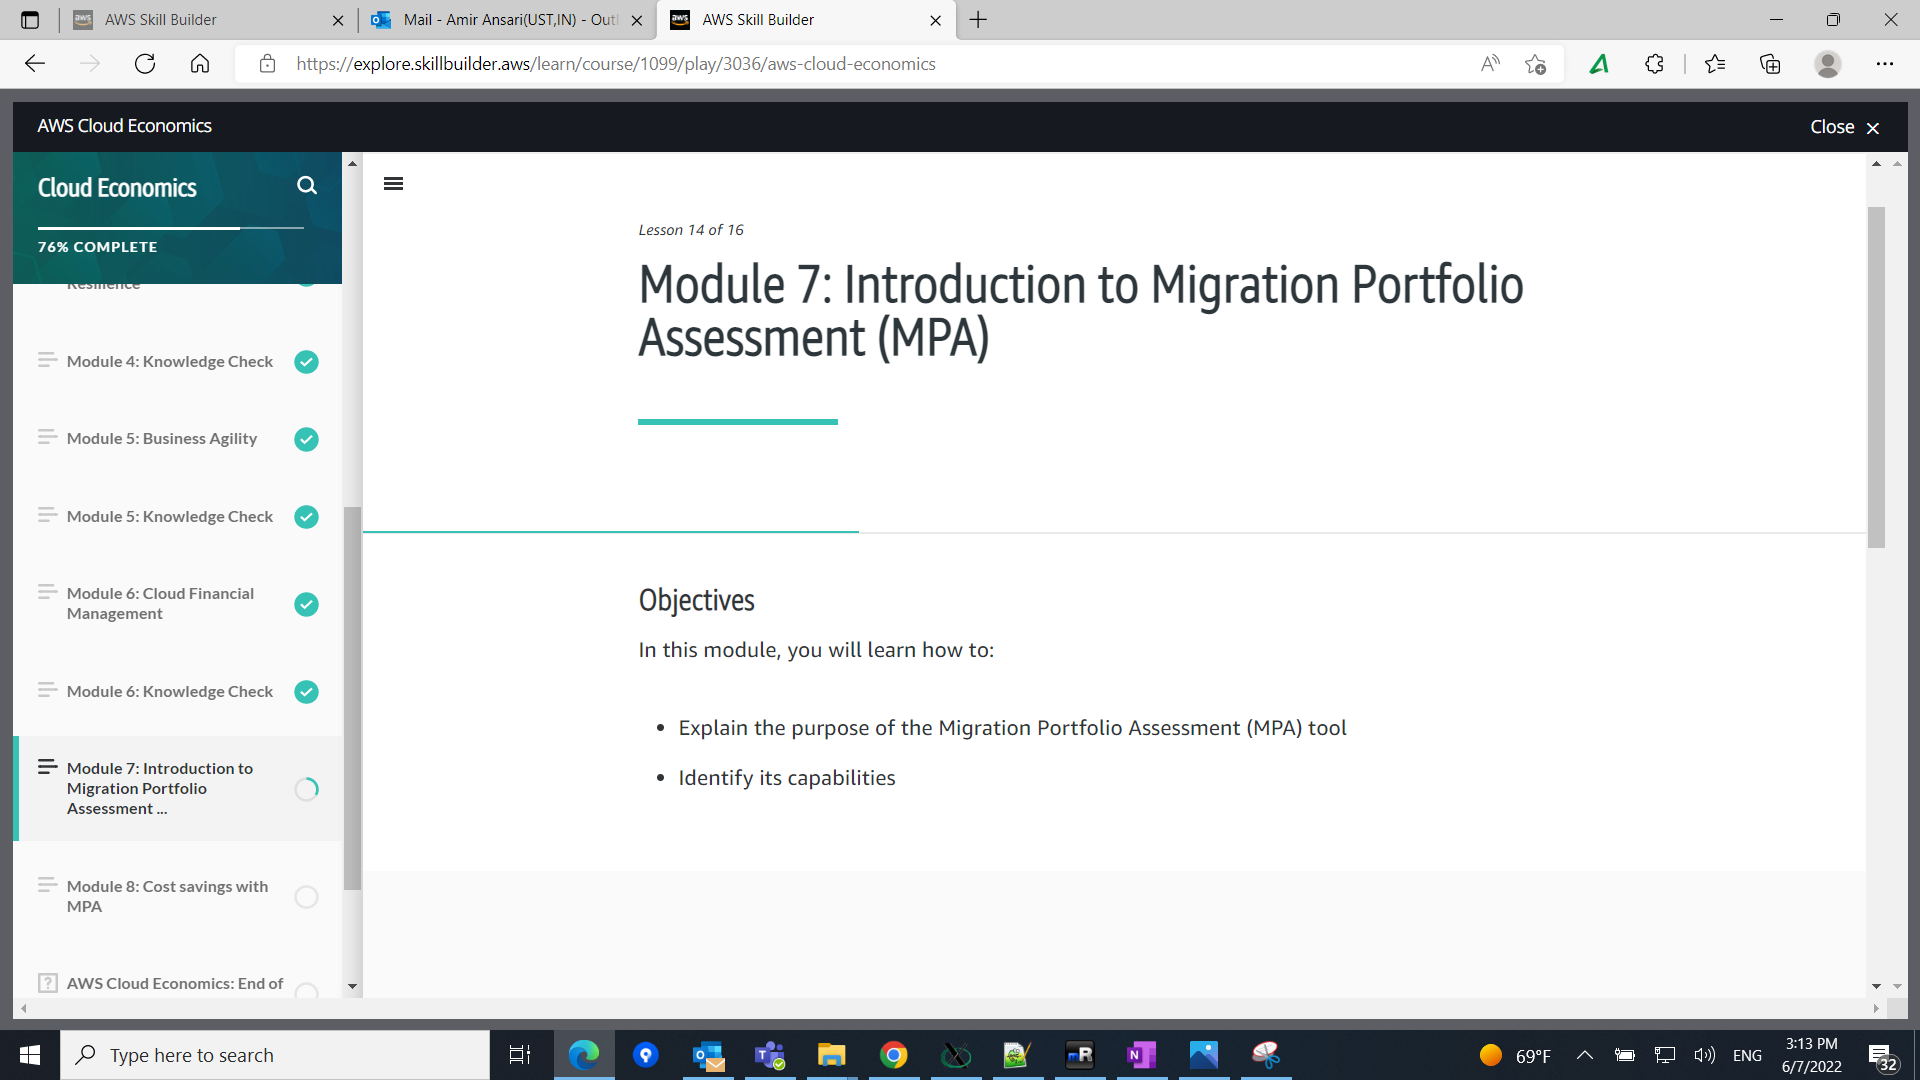 AWS Skill Builder
Mail - Amir Ansari(UST,IN) - Outl
AWS Skill Builder
https://explore.skillbuilder.aws/learn/course/1099/play/3036/aws-cloud-economics
AWS Cloud Economics
Close
Cloud Economics
76% COMPLETE
Resilience
Module 4: Knowledge Check
Module 5: Business Agility
Module 5: Knowledge Check
Module 6: Cloud Financial
Management
Module 6: Knowledge Check
Module 7: Introduction to
Migration Portfolio
Assessment ...
Module 8: Cost savings with
MPA
AWS Cloud Economics: End of
Lesson 14 of 16
Module 7: Introduction to Migration Portfolio
Assessment (MPA)
Objectives
In this module, you will learn how to:
• Explain the purpose of the Migration Portfolio Assessment (MPA) tool
• Identify its capabilities
Type here to search
69°F
ENG
3:13 PM
6/7/2022
32